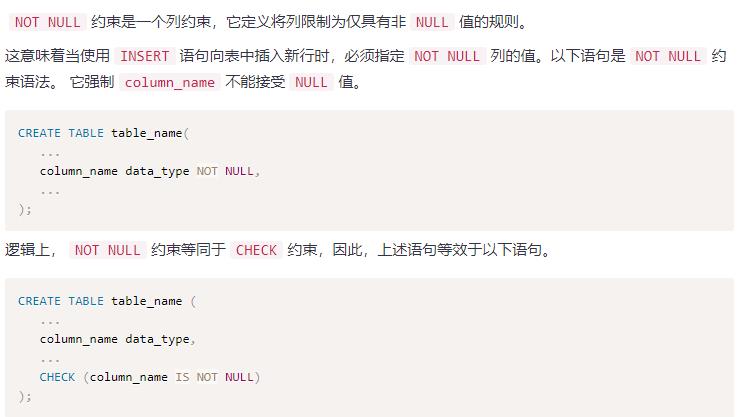 NOT NULL 约束是一个列约束，它定义将列限制为仅具有非 NULL 值的规则。
这意味着当使用 INSERT 语句向表中插入新行时，必须指定 NOT NULL 列的值。以下语句是 NOT NULL 约
束语法。 它强制 column_name 不能接受 NULL 值。
CREATE TABLE table_name(
...
column_name data_type NOT NULL,
...
);
逻辑上， NOT NULL 约束等同于 CHECK 约束，因此，上述语句等效于以下语句。
CREATE TABLE table_name (
...
column_name data_type,
...
CHECK (column_name IS NOT NULL)
);